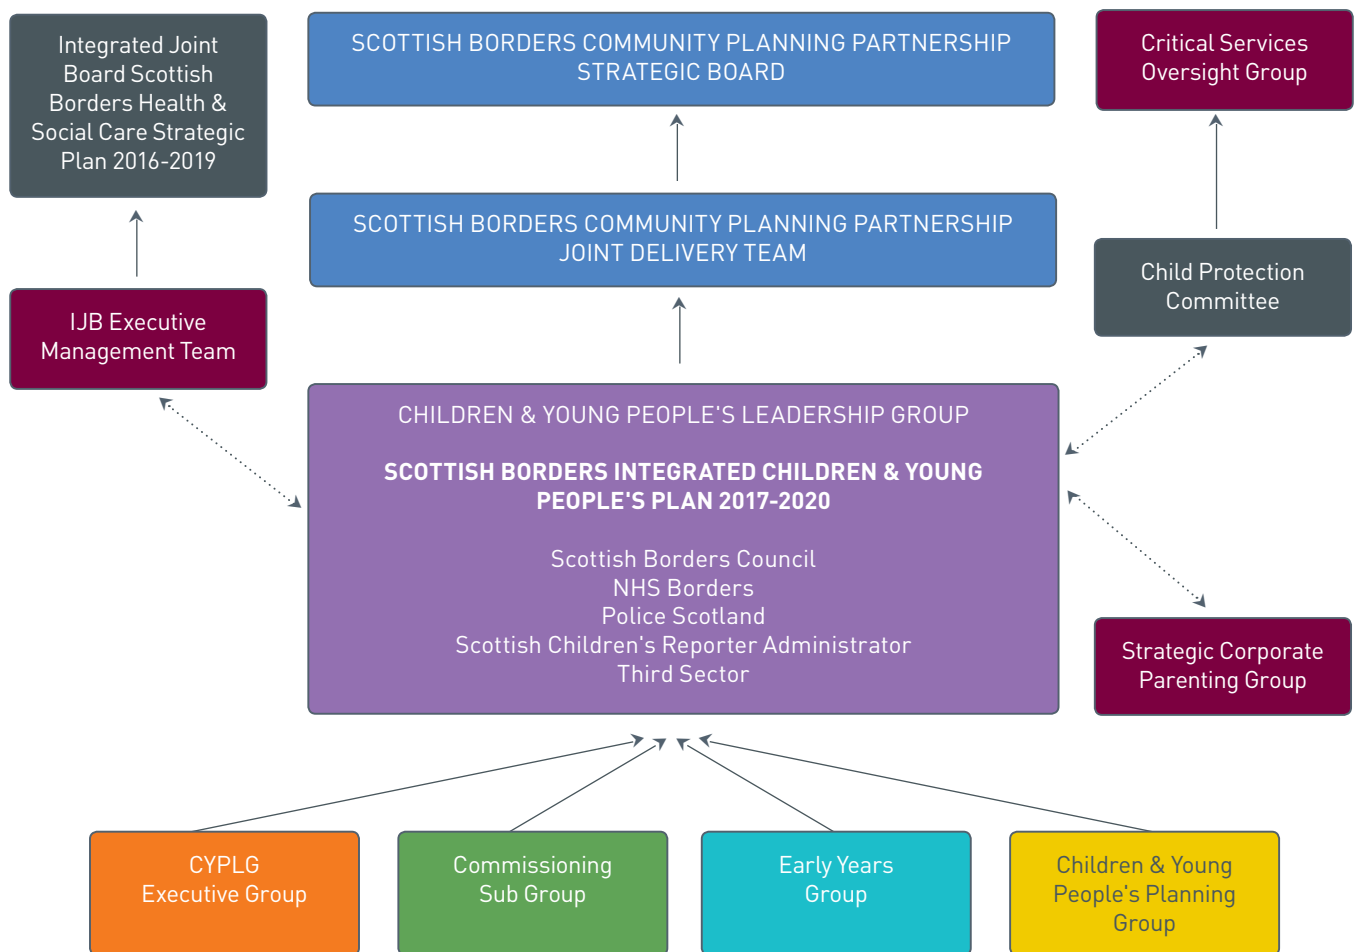 Integrated Joint
Board Scottish
Borders Health &
Social Care Strategic
Plan 2016-2019
SCOTTISH BORDERS COMMUNITY PLANNING PARTNERSHIP
STRATEGIC BOARD
Critical Services
Oversight Group
SCOTTISH BORDERS COMMUNITY PLANNING PARTNERSHIP
JOINT DELIVERY TEAM
Child Protection
Committee
IJB Executive
Management Team
CHILDREN & YOUNG PEOPLE'S LEADERSHIP GROUP
SCOTTISH BORDERS INTEGRATED CHILDREN & YOUNG
PEOPLE'S PLAN 2017-2020
Scottish Borders Council
NHS Borders
Police Scotland
Scottish Children's Reporter Administrator
Third Sector
Strategic Corporate
Parenting Group
CYPLG
Executive Group
Commissioning
Sub Group
Early Years
Group
Children & Young
People's Planning
Group